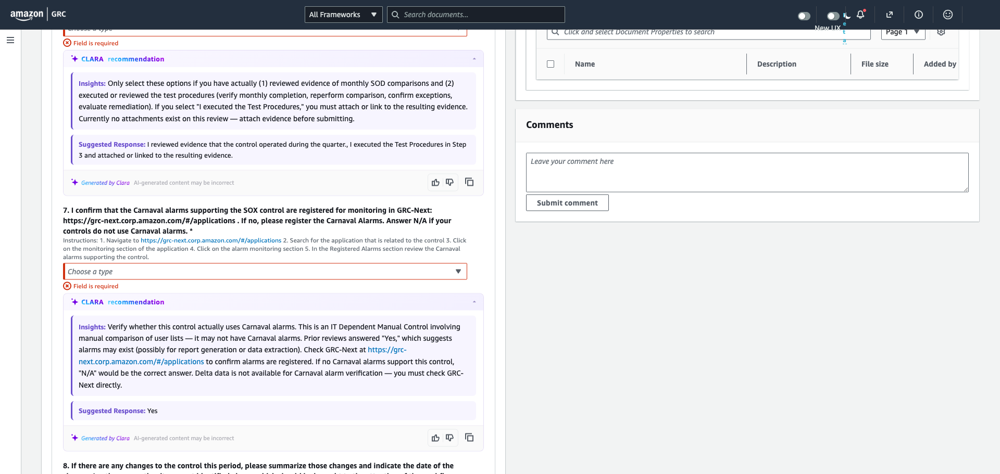 amazon | GRC
All Frameworks
Search documents...
New UX
Beta
Choose a type
Field is required
CLARA recommendation
Insights: Only select these options if you have actually (1) reviewed evidence of monthly SOD comparisons and (2)
executed or reviewed the test procedures (verify monthly completion, reperform comparison, confirm exceptions,
evaluate remediation). If you select "I executed the Test Procedures," you must attach or link to the resulting evidence.
Currently no attachments exist on this review — attach evidence before submitting.
Suggested Response: I reviewed evidence that the control operated during the quarter., I executed the Test Procedures in Step
3 and attached or linked to the resulting evidence.
Generated by Clara AI-generated content may be incorrect
7. I confirm that the Carnaval alarms supporting the SOX control are registered for monitoring in GRC-Next:
https://grc-next.corp.amazon.com/#/applications . If no, please register the Carnaval Alarms. Answer N/A if your
controls do not use Carnaval alarms. *
Instructions: 1. Navigate to https://grc-next.corp.amazon.com/#/applications 2. Search for the application that is related to the control 3. Click
on the monitoring section of the application 4. Click on the alarm monitoring section 5. In the Registered Alarms section review the Carnaval
alarms supporting the control.
Choose a type
Field is required
CLARA recommendation
Insights: Verify whether this control actually uses Carnaval alarms. This is an IT Dependent Manual Control involving
manual comparison of user lists — it may not have Carnaval alarms. Prior reviews answered "Yes," which suggests
alarms may exist (possibly for report generation or data extraction). Check GRC-Next at https://grc-
next.corp.amazon.com/#/applications to confirm alarms are registered. If no Carnaval alarms support this control,
"N/A" would be the correct answer. Delta data is not available for Carnaval alarm verification — you must check GRC-
Next directly.
Suggested Response: Yes
Generated by Clara AI-generated content may be incorrect
8. If there are any changes to the control this period, please summarize those changes and indicate the date of the
Click and select Document Properties to search
Page 1
Name
Description
File size
Added by
Comments
Leave your comment here
Submit comment